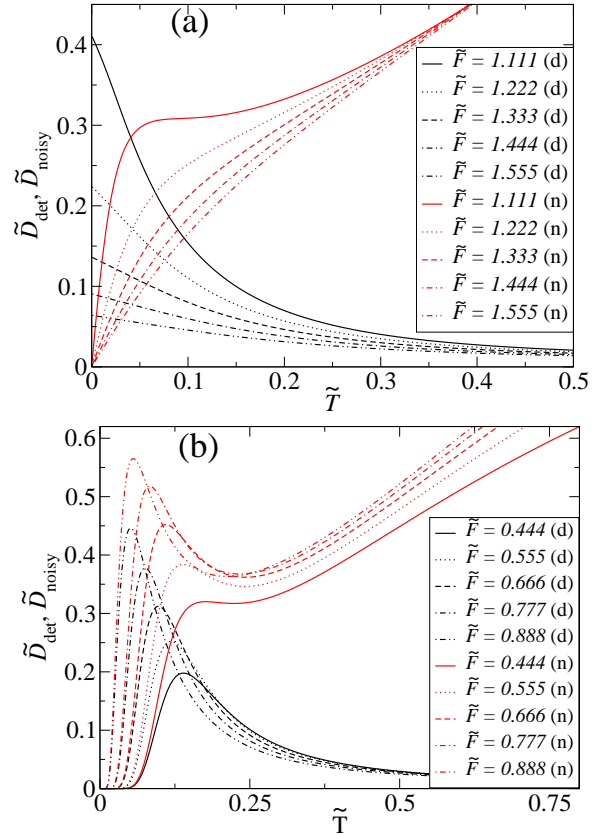 (a)
D̃det, D̃noisy
0.4
0.3
0.2
0.1
0
F̃ = 1.111 (d)
F̃ = 1.222 (d)
F̃ = 1.333 (d)
F̃ = 1.444 (d)
F̃ = 1.555 (d)
F̃ = 1.111 (n)
F̃ = 1.222 (n)
F̃ = 1.333 (n)
F̃ = 1.444 (n)
F̃ = 1.555 (n)
0 0.1 0.2 0.3 0.4 0.5
T̃
(b)
D̃det, D̃noisy
0.6
0.5
0.4
0.3
0.2
0.1
0
F̃ = 0.444 (d)
F̃ = 0.555 (d)
F̃ = 0.666 (d)
F̃ = 0.777 (d)
F̃ = 0.888 (d)
F̃ = 0.444 (n)
F̃ = 0.555 (n)
F̃ = 0.666 (n)
F̃ = 0.777 (n)
F̃ = 0.888 (n)
0 0.25 0.5 0.75
T̃